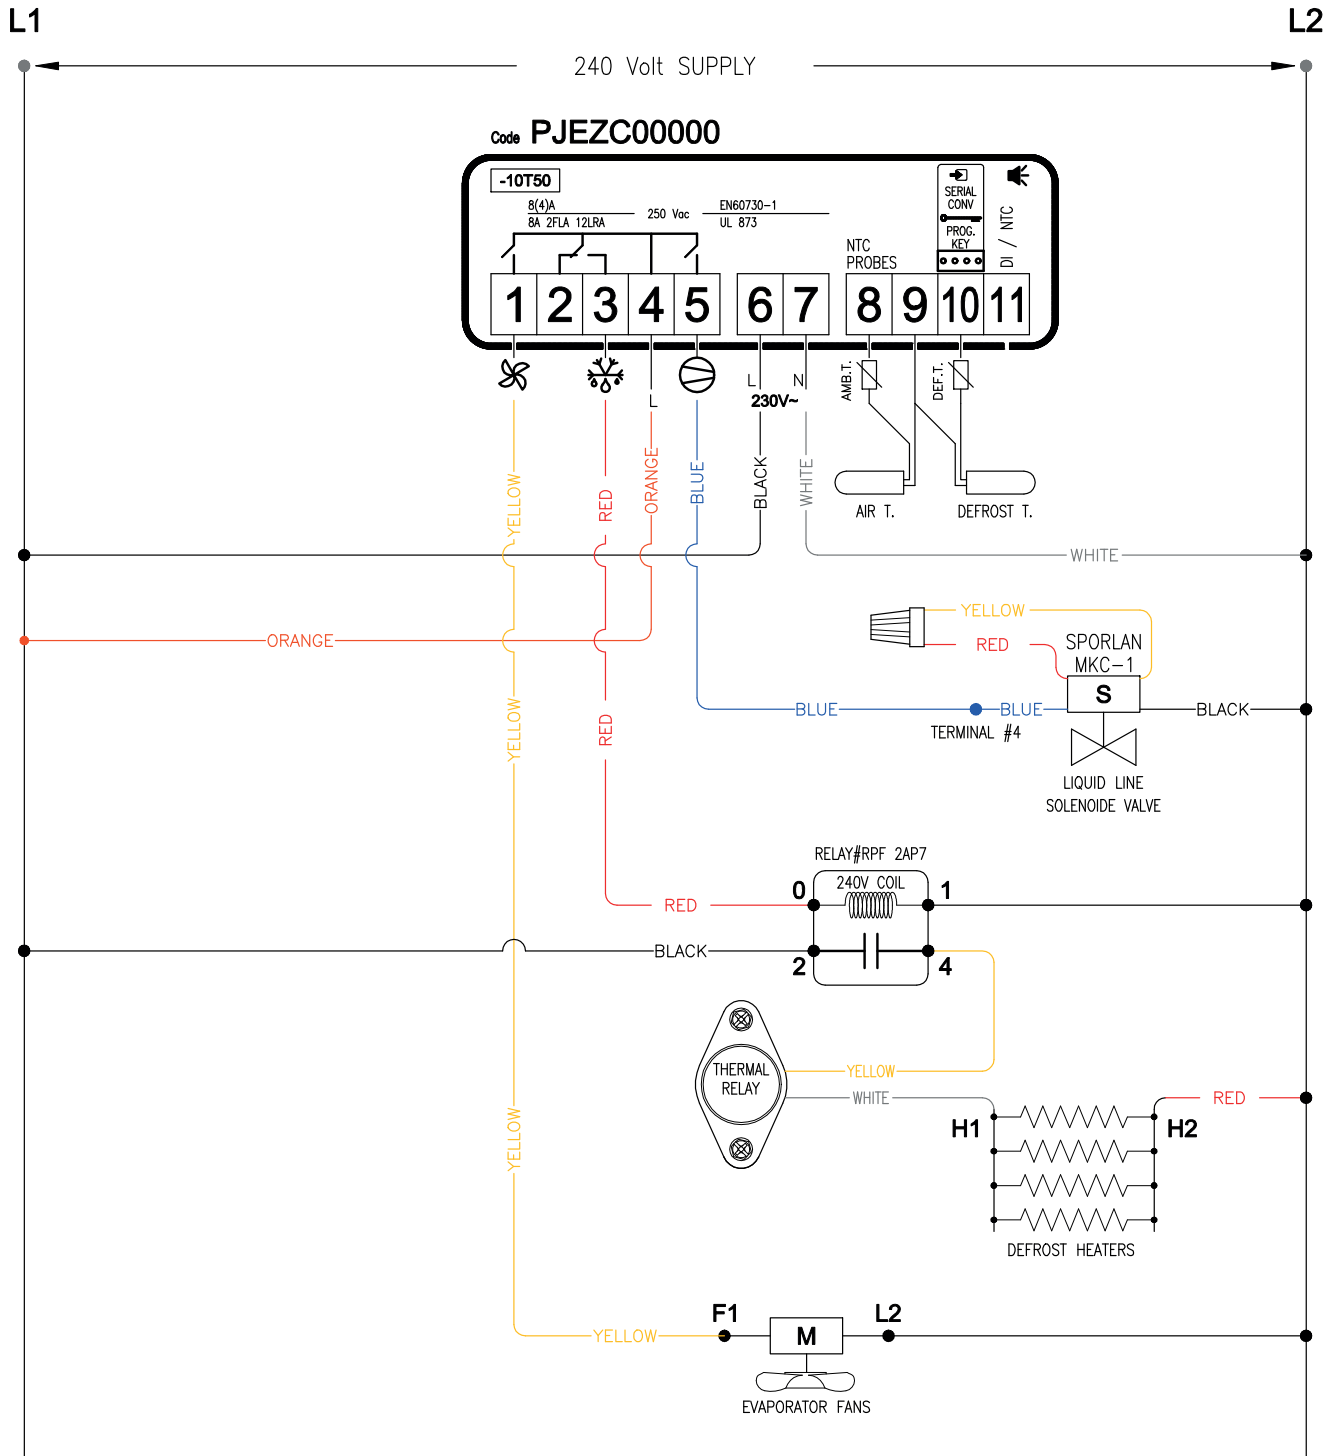 L1
L2
240 Volt SUPPLY
Code PJEZC00000
-10T50
8(4)A
8A 2FLA 12LRA
250 Vac
EN60730-1
UL 873
SERIAL
CONV
PROG.
KEY
DI / NTC
NTC
PROBES
1 2 3 4 5 6 7 8 9 10 11
L
L
N
230V~
AMB.T.
DEF.T.
YELLOW
RED
ORANGE
BLUE
BLACK
WHITE
AIR T.
DEFROST T.
WHITE
YELLOW
RED
SPORLAN
MKC-1
ORANGE
S
YELLOW
RED
BLUE
BLUE
BLACK
TERMINAL #4
LIQUID LINE
SOLENOIDE VALVE
RELAY#RPF 2AP7
240V COIL
0
1
RED
BLACK
2
4
THERMAL
RELAY
YELLOW
WHITE
RED
H1
H2
YELLOW
DEFROST HEATERS
F1
L2
YELLOW
M
EVAPORATOR FANS